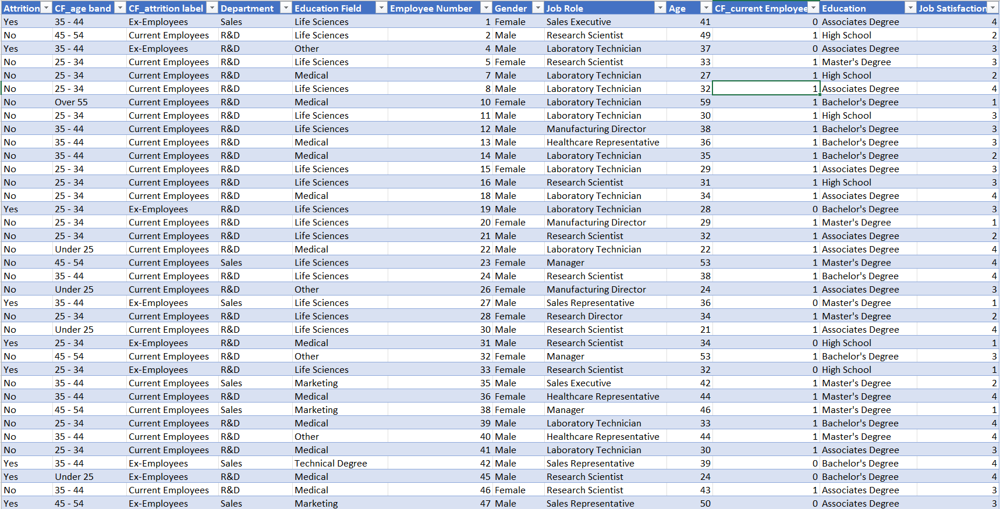 Attrition CF_age band CF_attrition label Department Education Field Employee Number Gender Job Role Age CF_current Employee Education Job Satisfaction
Yes 35 - 44 Ex-Employees Sales Life Sciences 1 Female Sales Executive 41 0 Associates Degree 4
No 45 - 54 Current Employees R&D Life Sciences 2 Male Research Scientist 49 1 High School 2
Yes 35 - 44 Ex-Employees R&D Other 4 Male Laboratory Technician 37 0 Associates Degree 3
No 25 - 34 Current Employees R&D Life Sciences 5 Female Research Scientist 33 1 Master's Degree 3
No 25 - 34 Current Employees R&D Medical 7 Male Laboratory Technician 27 1 High School 2
No 25 - 34 Current Employees R&D Life Sciences 8 Male Laboratory Technician 32 1 Associates Degree 4
No Over 55 Current Employees R&D Medical 10 Female Laboratory Technician 59 1 Bachelor's Degree 1
No 25 - 34 Current Employees R&D Life Sciences 11 Male Laboratory Technician 30 1 High School 3
No 35 - 44 Current Employees R&D Life Sciences 12 Male Manufacturing Director 38 1 Bachelor's Degree 3
No 35 - 44 Current Employees R&D Medical 13 Male Healthcare Representative 36 1 Bachelor's Degree 3
No 35 - 44 Current Employees R&D Medical 14 Male Laboratory Technician 35 1 Bachelor's Degree 2
No 25 - 34 Current Employees R&D Life Sciences 15 Female Laboratory Technician 29 1 Associates Degree 3
No 25 - 34 Current Employees R&D Life Sciences 16 Male Research Scientist 31 1 High School 3
No 25 - 34 Current Employees R&D Medical 18 Male Laboratory Technician 34 1 Associates Degree 4
Yes 25 - 34 Ex-Employees R&D Life Sciences 19 Male Laboratory Technician 28 0 Bachelor's Degree 3
No 25 - 34 Current Employees R&D Life Sciences 20 Female Manufacturing Director 29 1 Master's Degree 1
No 25 - 34 Current Employees R&D Life Sciences 21 Male Research Scientist 32 1 Associates Degree 2
No Under 25 Current Employees R&D Medical 22 Male Laboratory Technician 22 1 Associates Degree 4
No 45 - 54 Current Employees Sales Life Sciences 23 Female Manager 53 1 Master's Degree 4
No 35 - 44 Current Employees R&D Life Sciences 24 Male Research Scientist 38 1 Bachelor's Degree 4
No Under 25 Current Employees R&D Other 26 Female Manufacturing Director 24 1 Associates Degree 3
Yes 35 - 44 Ex-Employees Sales Life Sciences 27 Male Sales Representative 36 0 Master's Degree 1
No 25 - 34 Current Employees R&D Life Sciences 28 Female Research Director 34 1 Master's Degree 2
No Under 25 Current Employees R&D Life Sciences 30 Male Research Scientist 21 1 Associates Degree 4
Yes 25 - 34 Ex-Employees R&D Medical 31 Male Research Scientist 34 0 High School 1
No 45 - 54 Current Employees R&D Other 32 Female Manager 53 1 Bachelor's Degree 3
Yes 25 - 34 Ex-Employees R&D Life Sciences 33 Female Research Scientist 32 0 High School 1
No 35 - 44 Current Employees Sales Marketing 35 Male Sales Executive 42 1 Master's Degree 2
No 35 - 44 Current Employees R&D Medical 36 Female Healthcare Representative 44 1 Master's Degree 4
No 45 - 54 Current Employees Sales Marketing 38 Female Manager 46 1 Master's Degree 1
No 25 - 34 Current Employees R&D Medical 39 Male Laboratory Technician 33 1 Bachelor's Degree 4
No 35 - 44 Current Employees R&D Other 40 Male Healthcare Representative 44 1 Master's Degree 4
No 25 - 34 Current Employees R&D Medical 41 Male Laboratory Technician 30 1 Associates Degree 3
Yes 35 - 44 Ex-Employees Sales Technical Degree 42 Male Sales Representative 39 0 Bachelor's Degree 4
Yes Under 25 Ex-Employees R&D Medical 45 Male Research Scientist 24 0 Bachelor's Degree 4
No 35 - 44 Current Employees R&D Medical 46 Female Research Scientist 43 1 Associates Degree 3
Yes 45 - 54 Ex-Employees Sales Marketing 47 Male Sales Representative 50 0 Associates Degree 3